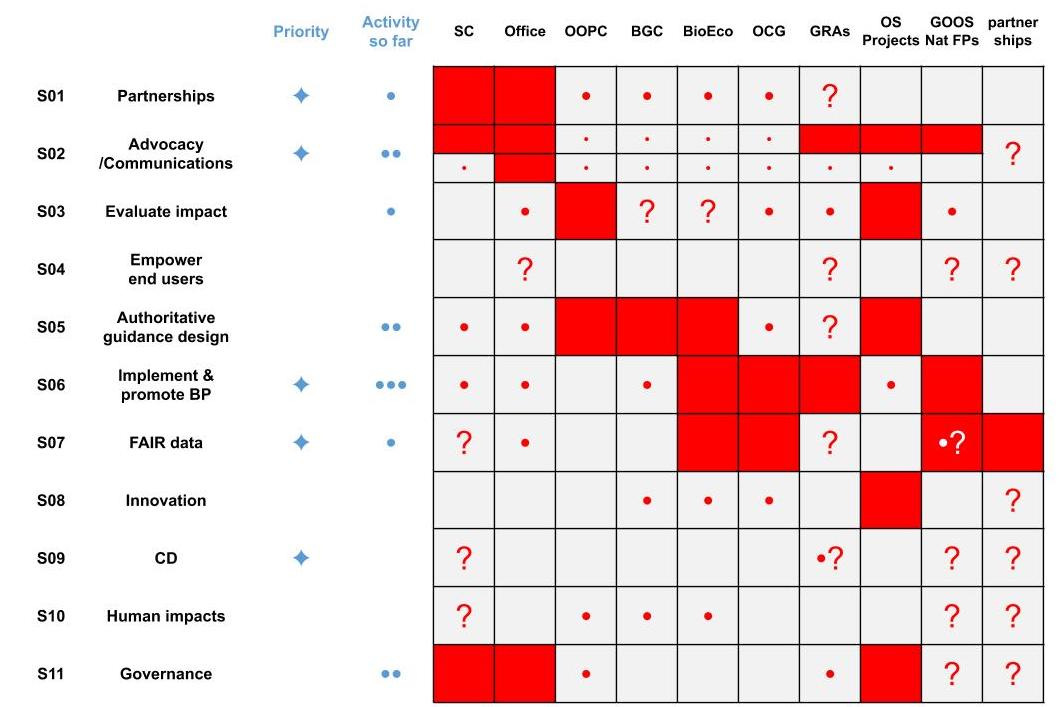 Priority Activity so far SC Office OOPC BGC BioEco OCG GRAs OS Projects GOOS Nat FPs partner ships
S01 Partnerships ?
S02 Advocacy /Communications ?
S03 Evaluate impact ? ?
S04 Empower end users ? ? ? ?
S05 Authoritative guidance design ?
S06 Implement & promote BP
S07 FAIR data ? ? ?
S08 Innovation ?
S09 CD ? ? ? ?
S10 Human impacts ? ? ?
S11 Governance ? ?